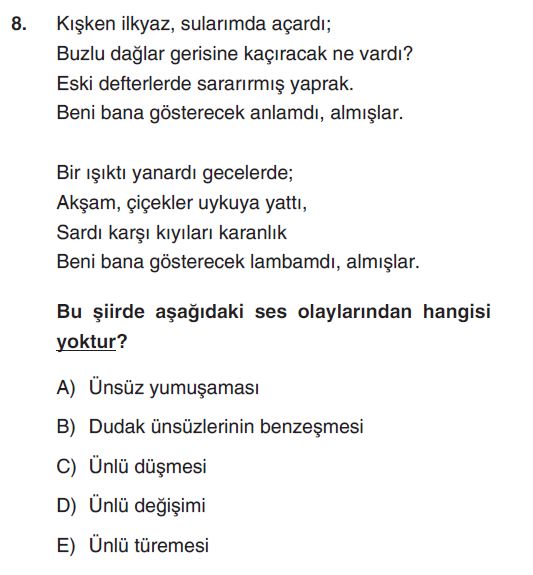 8. Kışken ilkyaz, sularımda açardı;
Buzlu dağlar gerisine kaçıracak ne vardı?
Eski defterlerde sararırmış yaprak.
Beni bana gösterecek anlamdı, almışlar.
Bir ışıktı yanardı gecelerde;
Akşam, çiçekler uykuya yattı,
Sardı karşı kıyıları karanlık
Beni bana gösterecek lambamdı, almışlar.
Bu şiirde aşağıdaki ses olaylarından hangisi
yoktur?
A) Ünsüz yumuşaması
B) Dudak ünsüzlerinin benzeşmesi
C) Ünlü düşmesi
D) Ünlü değişimi
E) Ünlü türemesi